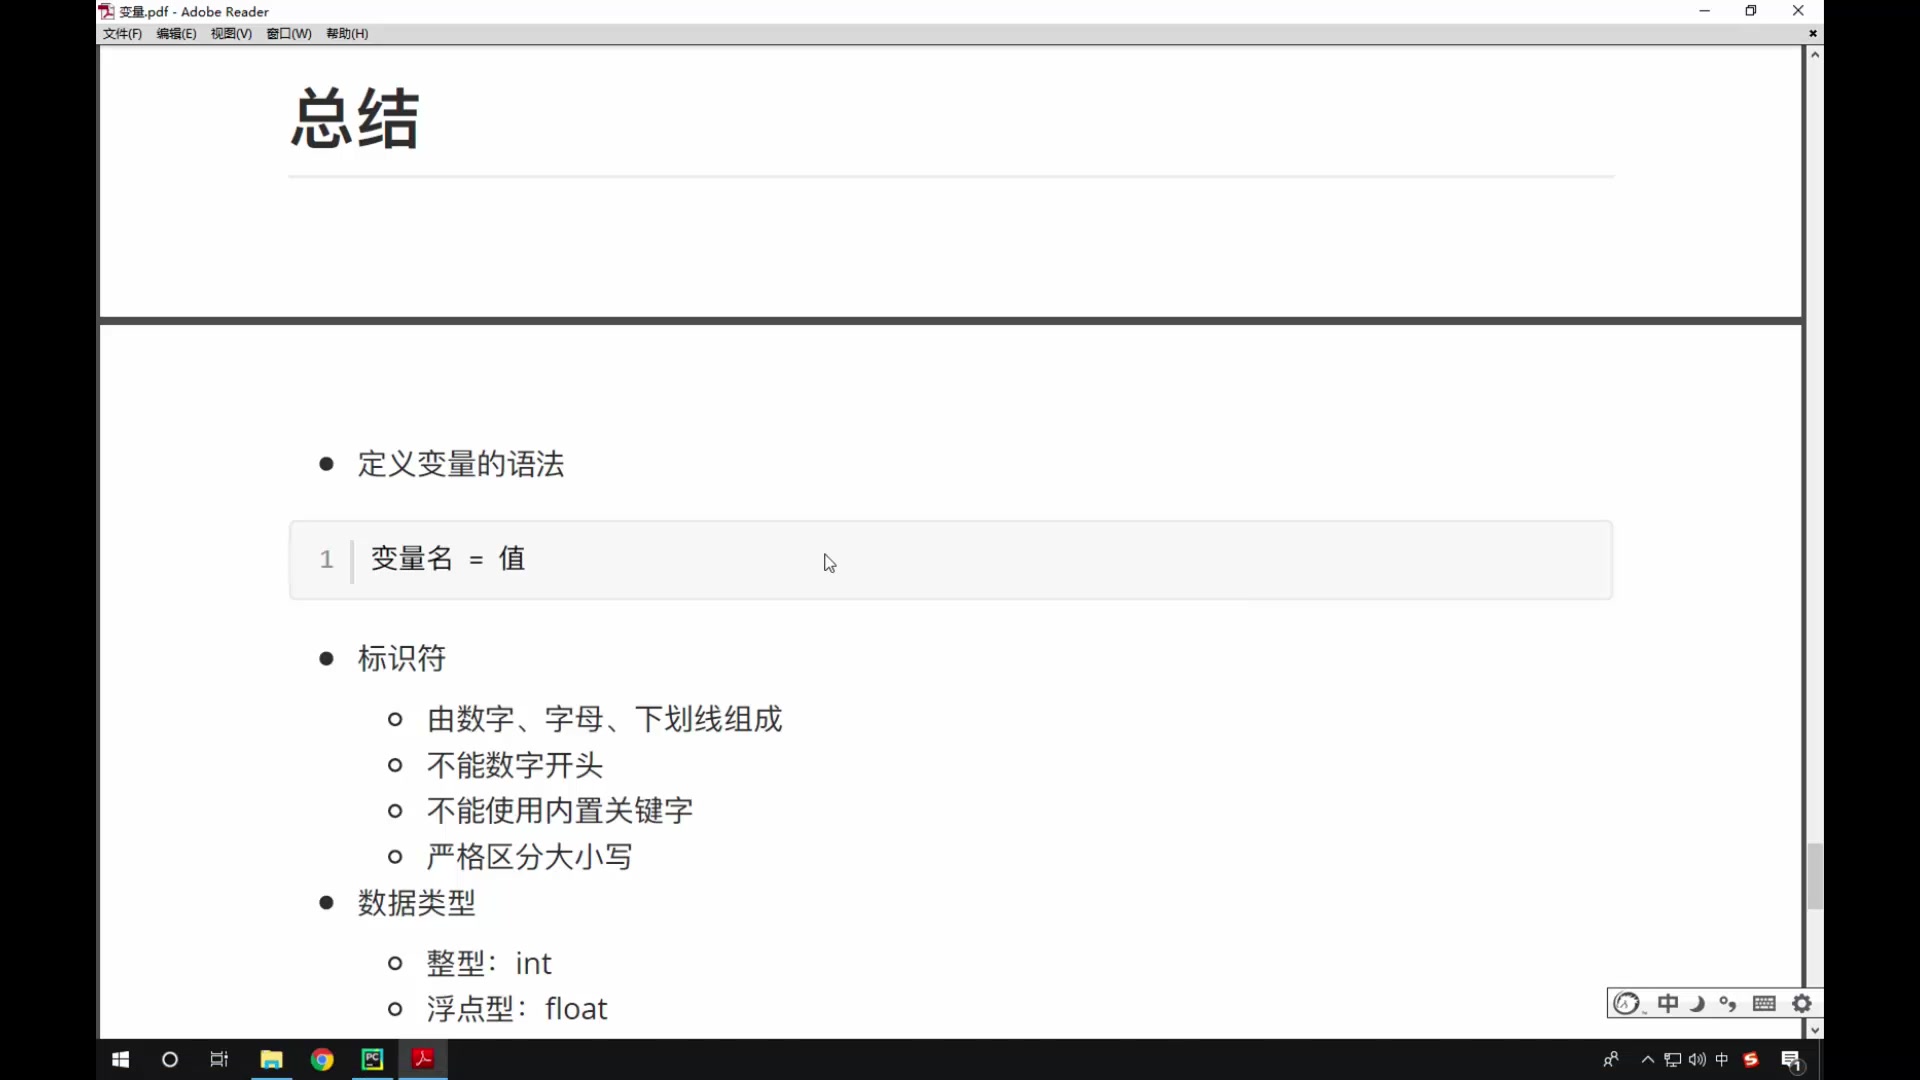 变量.pdf - Adobe Reader
文件(F) 编辑(E) 视图(V) 窗口(W) 帮助(H)
总结
定义变量的语法
1 变量名 = 值
标识符
由数字、字母、下划线组成
不能数字开头
不能使用内置关键字
严格区分大小写
数据类型
整型：int
浮点型：float
中
PC
中
1